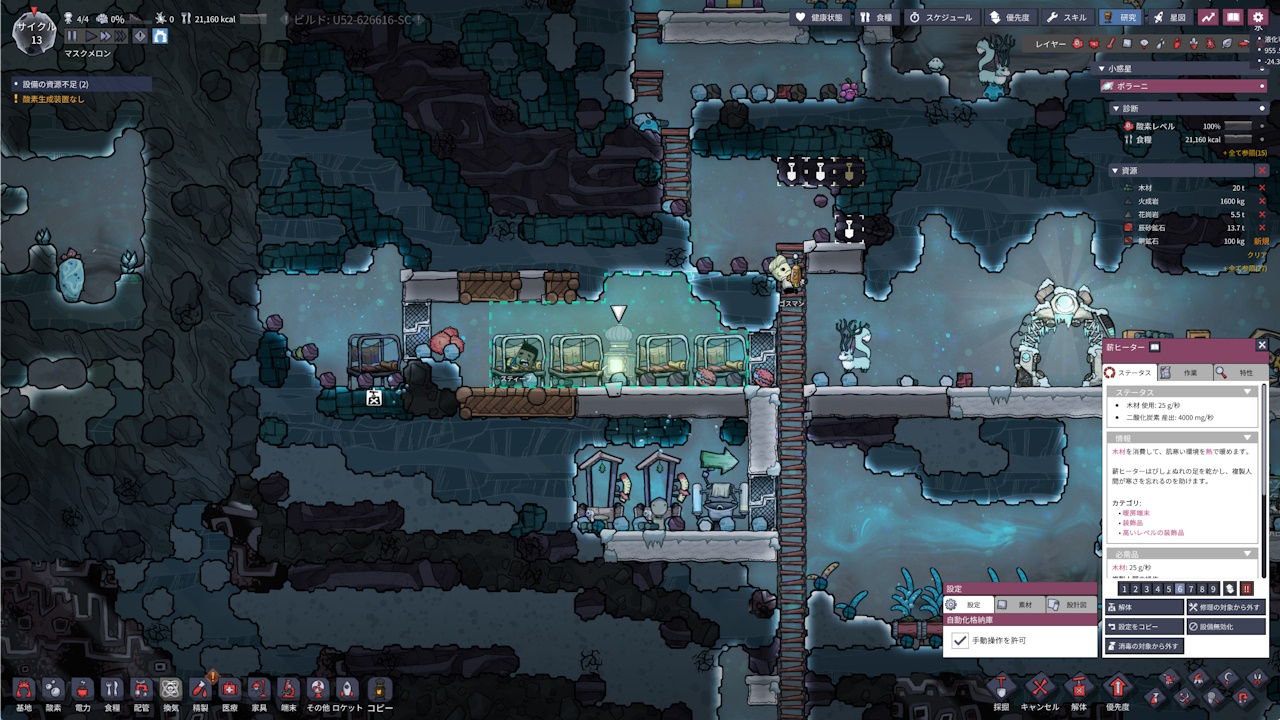 サイクル
13
4/4
0%
0
21,160 kcal
! ビルド: U52-626616-SC !
マスクメロン
健康状態
食糧
スケジュール
優先度
スキル
研究
星図
• 設備の資源不足 (2)
! 酸素生成装置なし
レイヤー
小惑星
ボラーニ
診断
酸素レベル 100%
食糧 21,160 kcal
+ 全て参照(15)
資源
木材 20 t
火成岩 1600 kg
花崗岩 5.5 t
辰砂鉱石 13.7 t
100 kg 新規
クリア
ゴスマン
薪ヒーター
ステータス
作業
特性
ステータス
• 木材 使用: 25 g/秒
• 二酸化炭素 産出: 4000 mg/秒
情報
木材を消費して、肌寒い環境を熱で暖めます。
薪ヒーターはびしょぬれの足を乾かし、複製人間が寒さを忘れるのを助けます。
カテゴリ:
• 暖房端末
• 装飾品
• 高いレベルの装飾品
必需品
木材: 25 g/秒
1 2 3 4 5 6 7 8 9
解体
修理の対象から外す
設定をコピー
設備無効化
消毒の対象から外す
設定
設定
素材
設計図
自動化格納庫
手動操作を許可
基地
酸素
電力
食糧
配管
換気
精製
医療
家具
端末
その他
ロケット
コピー
採掘
キャンセル
解体
優先度